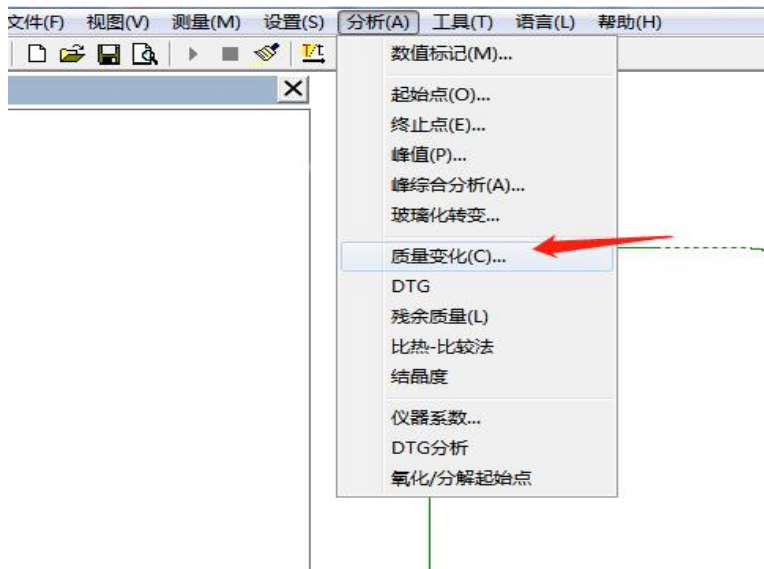 文件(F) 视图(V) 测量(M) 设置(S) 分析(A) 工具(T) 语言(L) 帮助(H)
T/t
数值标记(M)...
起始点(O)...
终止点(E)...
峰值(P)...
峰综合分析(A)...
玻璃化转变...
质量变化(C)...
DTG
残余质量(L)
比热-比较法
结晶度
仪器系数...
DTG分析
氧化/分解起始点